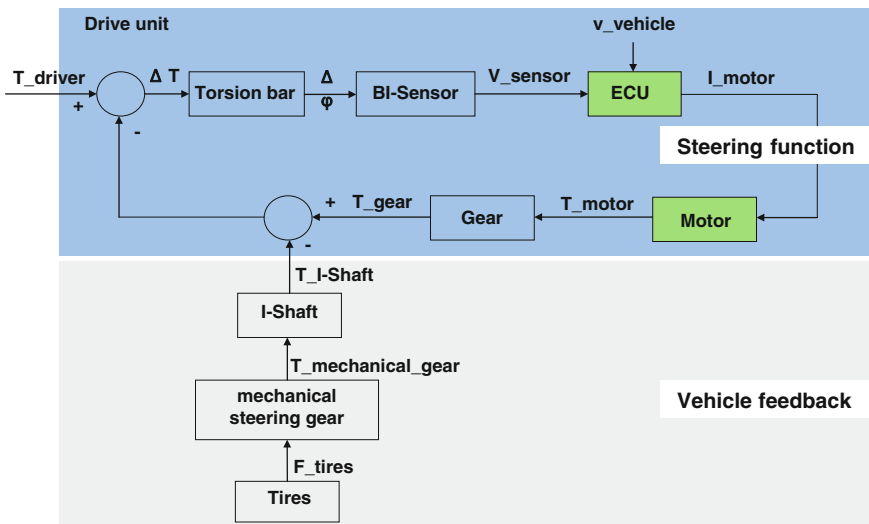 Drive unit
v_vehicle
T_driver
+
-
Δ T
Torsion bar
Δ
φ
BI-Sensor
V_sensor
ECU
I_motor
Steering function
+
T_gear
Gear
T_motor
Motor
-
T_I-Shaft
I-Shaft
T_mechanical_gear
mechanical
steering gear
Vehicle feedback
F_tires
Tires